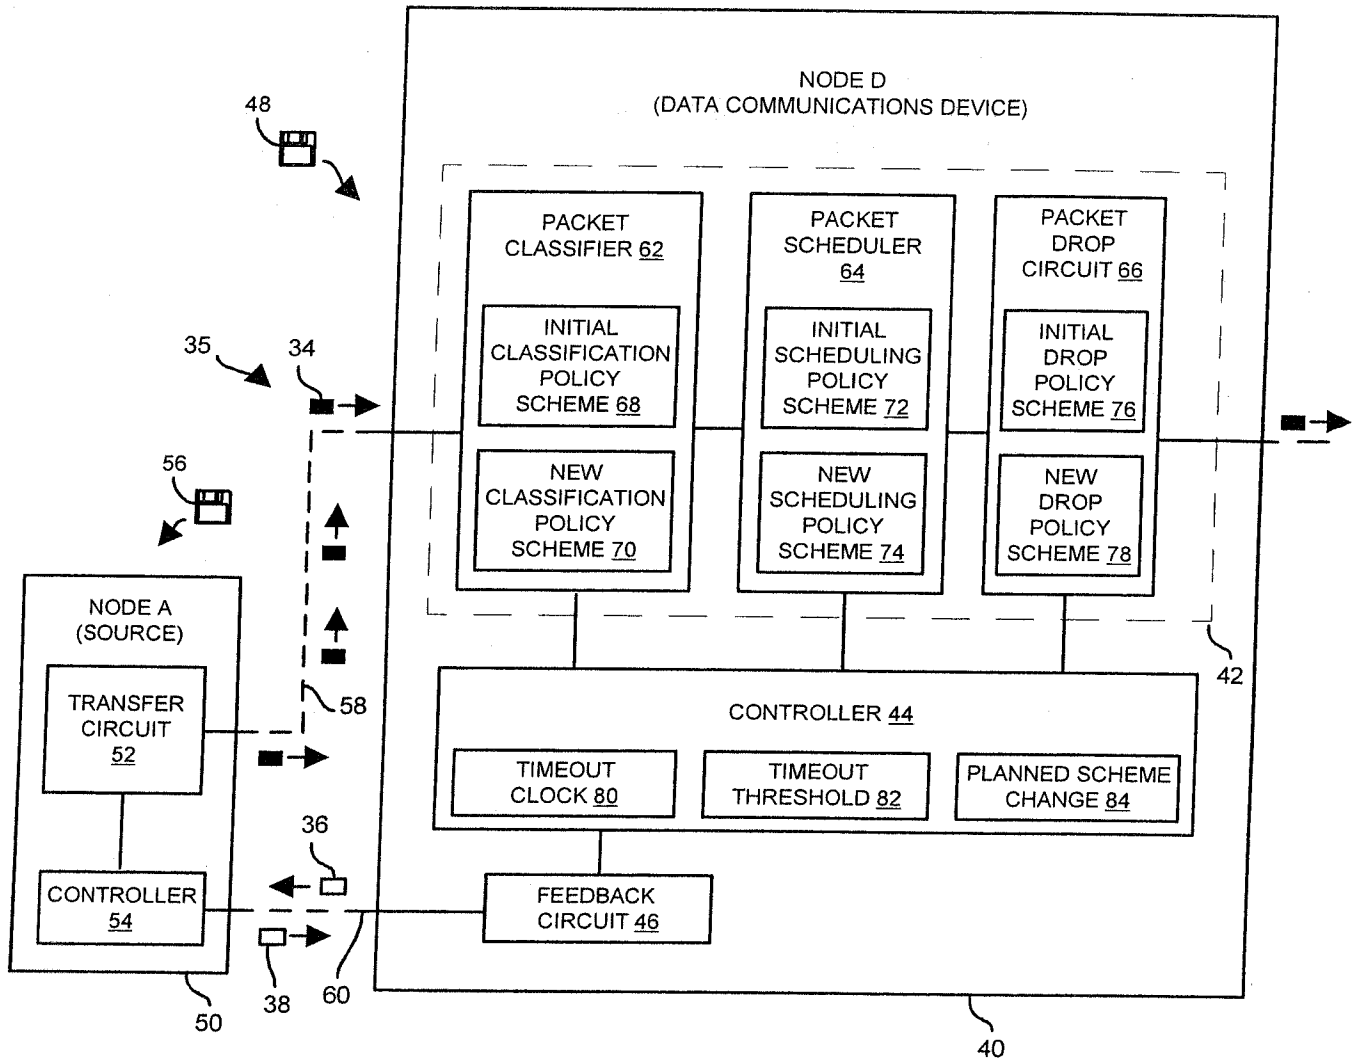 NODE D
(DATA COMMUNICATIONS DEVICE)
48
PACKET
CLASSIFIER 62
PACKET
SCHEDULER
64
PACKET
DROP
CIRCUIT 66
INITIAL
CLASSIFICATION
POLICY
SCHEME 68
INITIAL
SCHEDULING
POLICY
SCHEME 72
INITIAL
DROP
POLICY
SCHEME 76
35
34
56
NEW
CLASSIFICATION
POLICY
SCHEME 70
NEW
SCHEDULING
POLICY
SCHEME 74
NEW
DROP
POLICY
SCHEME 78
42
NODE A
(SOURCE)
TRANSFER
CIRCUIT
52
58
CONTROLLER 44
TIMEOUT
CLOCK 80
TIMEOUT
THRESHOLD 82
PLANNED SCHEME
CHANGE 84
36
CONTROLLER
54
FEEDBACK
CIRCUIT 46
38
60
50
40